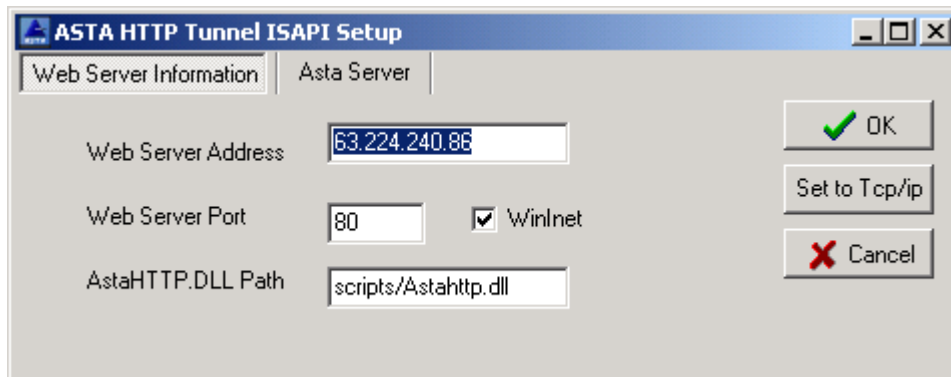 ASTA HTTP Tunnel ISAPI Setup
Web Server Information
Asta Server
Web Server Address
63.224.240.86
Web Server Port
80
WinInet
AstaHTTP.DLL Path
scripts/Astahttp.dll
OK
Set to Tcp/ip
Cancel